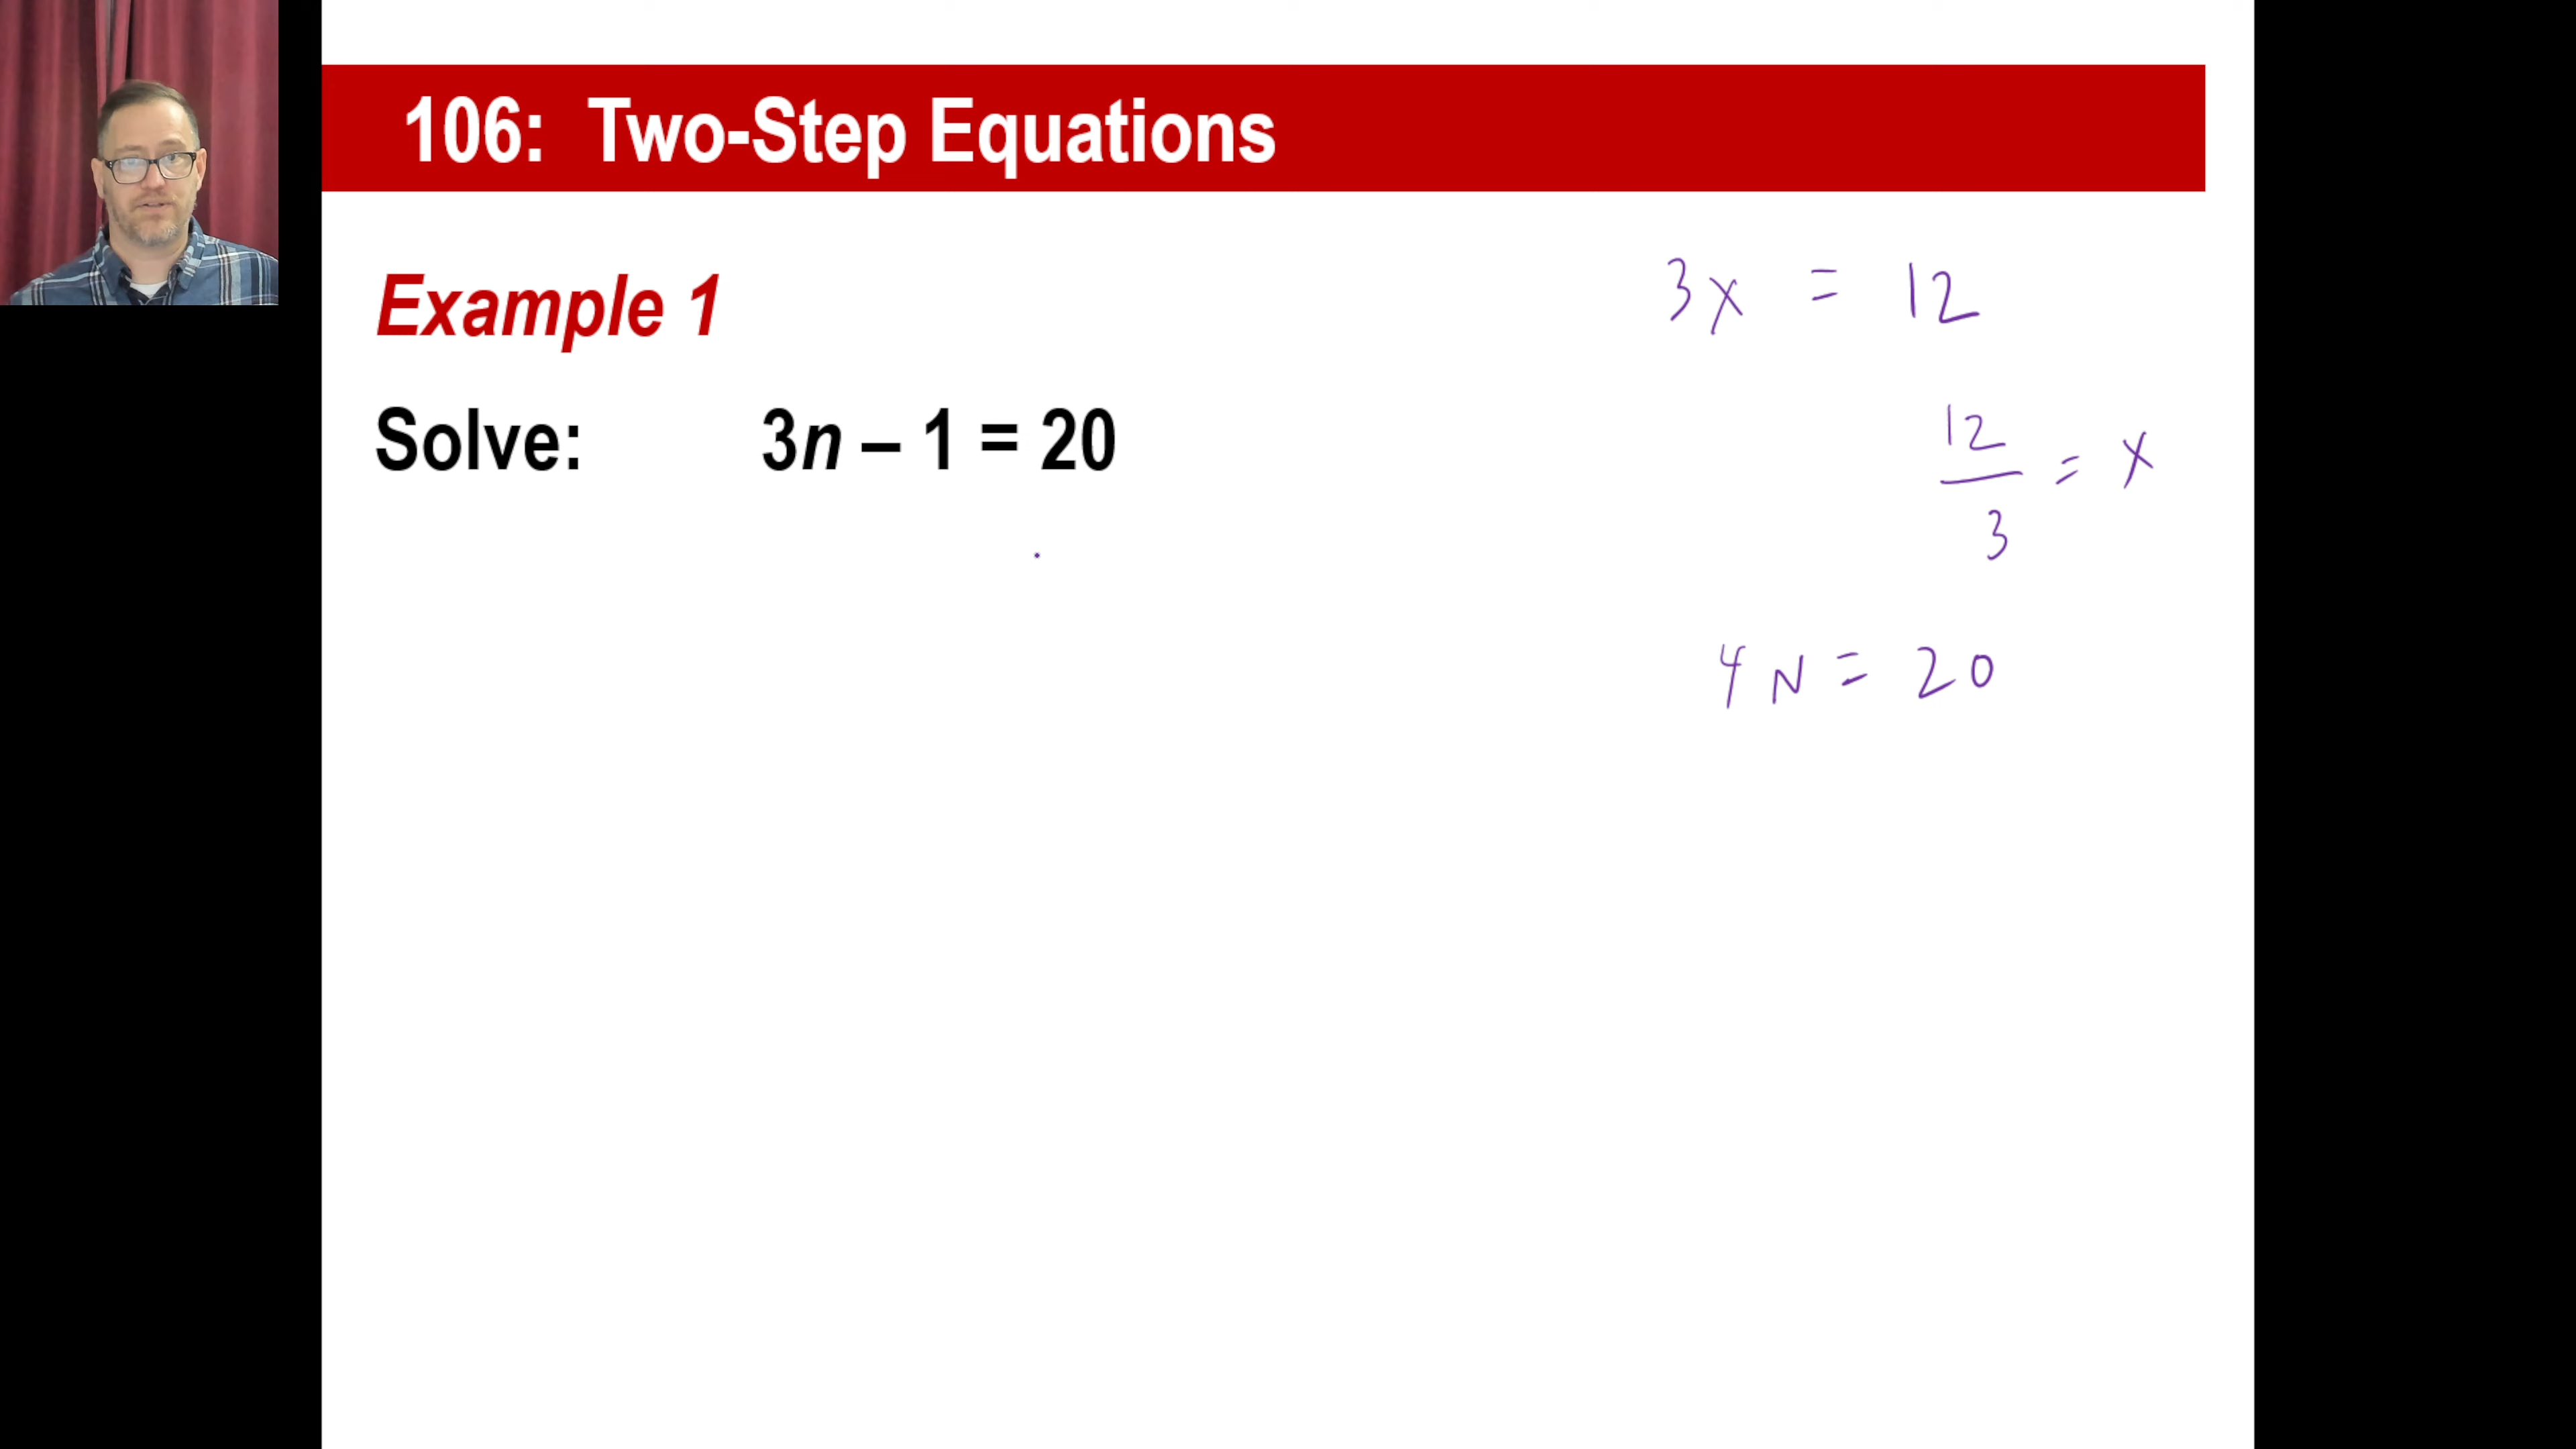 106: Two-Step Equations
Example 1
Solve: 3n – 1 = 20
3x = 12
12/3 = x
4N = 20